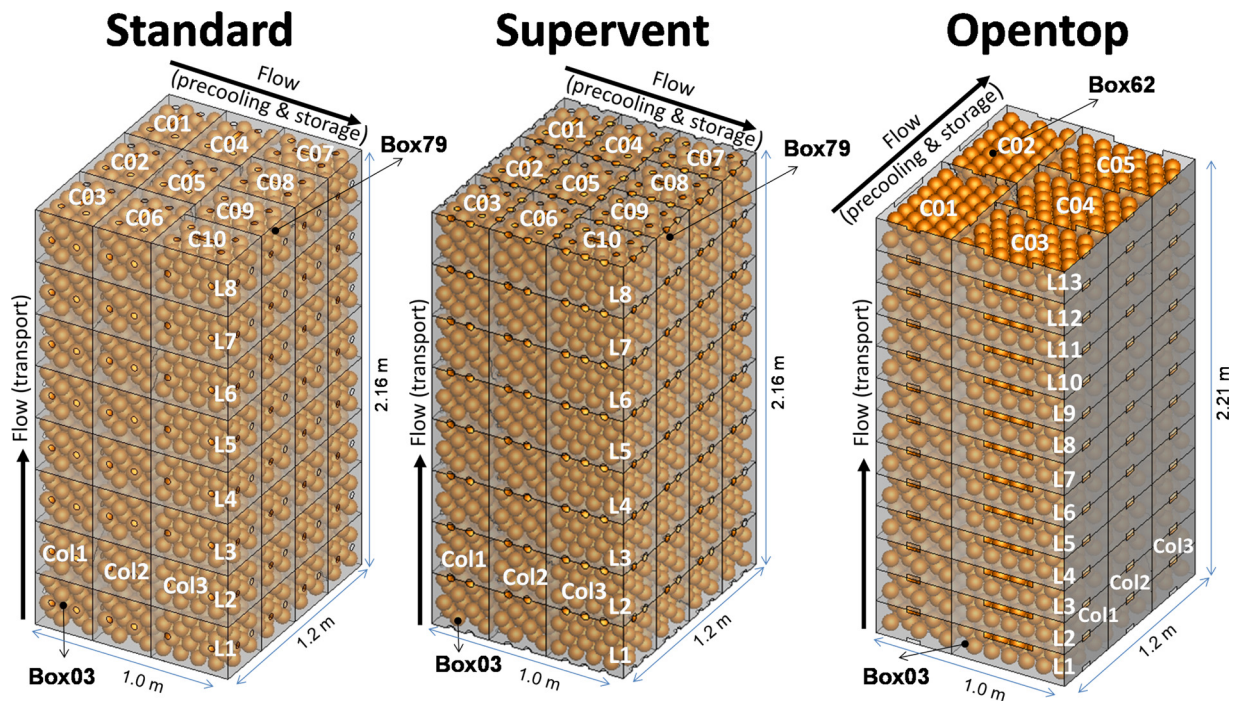 Standard
Flow
(precooling & storage)
C01
C04
C07
C02
C05
C08
C03
C06
C09
C10
Box79
L8
L7
L6
L5
L4
L3
L2
L1
Col1
Col2
Col3
Flow (transport)
2.16 m
1.2 m
1.0 m
Box03
Supervent
Flow
(precooling & storage)
C01
C04
C07
C02
C05
C08
C03
C06
C09
C10
Box79
L8
L7
L6
L5
L4
L3
L2
L1
Col1
Col2
Col3
Flow (transport)
2.16 m
1.2 m
1.0 m
Box03
Opentop
Flow
(precooling & storage)
Box62
C02
C05
C01
C04
C03
L13
L12
L11
L10
L9
L8
L7
L6
L5
L4
L3
L2
L1
Col1
Col2
Col3
Flow (transport)
2.21 m
1.2 m
1.0 m
Box03